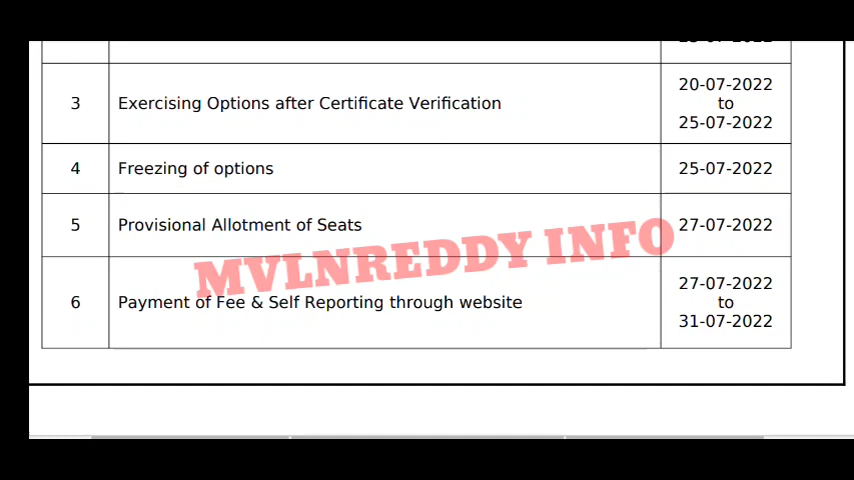 3 Exercising Options after Certificate Verification 20-07-2022
to
25-07-2022
4 Freezing of options 25-07-2022
5 Provisional Allotment of Seats 27-07-2022
MVLNREDDY INFO
6 Payment of Fee & Self Reporting through website 27-07-2022
to
31-07-2022